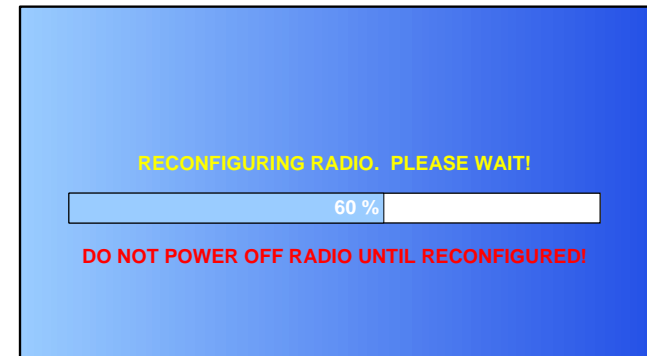 RECONFIGURING RADIO.  PLEASE WAIT!
60 %
DO NOT POWER OFF RADIO UNTIL RECONFIGURED!